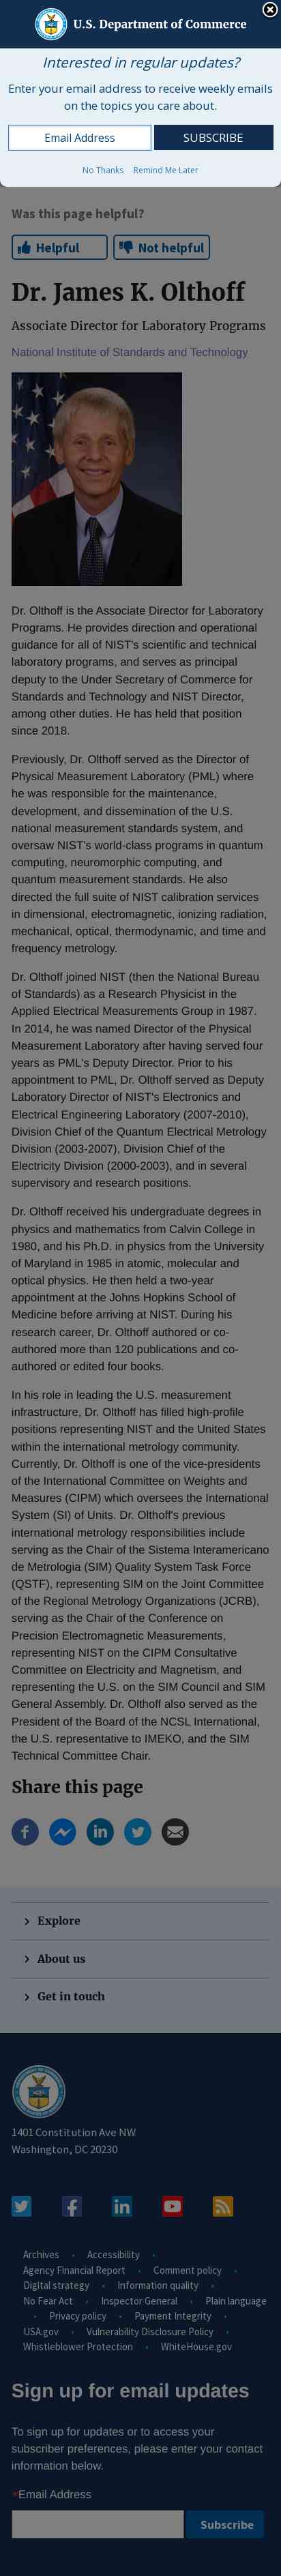 U.S. Department of Commerce
Interested in regular updates?
Enter your email address to receive weekly emails
on the topics you care about.
Email Address
SUBSCRIBE
No Thanks
Remind Me Later
Was this page helpful?
Helpful
Not helpful
Dr. James K. Olthoff
Associate Director for Laboratory Programs
National Institute of Standards and Technology
Dr. Olthoff is the Associate Director for Laboratory
Programs. He provides direction and operational
guidance for all of NIST's scientific and technical
laboratory programs, and serves as principal
deputy to the Under Secretary of Commerce for
Standards and Technology and NIST Director,
among other duties. He has held that position
since 2018.
Previously, Dr. Olthoff served as the Director of
Physical Measurement Laboratory (PML) where
he was responsible for the maintenance,
development, and dissemination of the U.S.
national measurement standards system, and
oversaw NIST's world-class programs in quantum
computing, neuromorphic computing, and
quantum measurement standards. He also
directed the full suite of NIST calibration services
in dimensional, electromagnetic, ionizing radiation,
mechanical, optical, thermodynamic, and time and
frequency metrology.
Dr. Olthoff joined NIST (then the National Bureau
of Standards) as a Research Physicist in the
Applied Electrical Measurements Group in 1987.
In 2014, he was named Director of the Physical
Measurement Laboratory after having served four
years as PML's Deputy Director. Prior to his
appointment to PML, Dr. Olthoff served as Deputy
Laboratory Director of NIST's Electronics and
Electrical Engineering Laboratory (2007-2010),
Division Chief of the Quantum Electrical Metrology
Division (2003-2007), Division Chief of the
Electricity Division (2000-2003), and in several
supervisory and research positions.
Dr. Olthoff received his undergraduate degrees in
physics and mathematics from Calvin College in
1980, and his Ph.D. in physics from the University
of Maryland in 1985 in atomic, molecular and
optical physics. He then held a two-year
appointment at the Johns Hopkins School of
Medicine before arriving at NIST. During his
research career, Dr. Olthoff authored or co-
authored more than 120 publications and co-
authored or edited four books.
In his role in leading the U.S. measurement
infrastructure, Dr. Olthoff has filled high-profile
positions representing NIST and the United States
within the international metrology community.
Currently, Dr. Olthoff is one of the vice-presidents
of the International Committee on Weights and
Measures (CIPM) which oversees the International
System (SI) of Units. Dr. Olthoff's previous
international metrology responsibilities include
serving as the Chair of the Sistema Interamericano
de Metrologia (SIM) Quality System Task Force
(QSTF), representing SIM on the Joint Committee
of the Regional Metrology Organizations (JCRB),
serving as the Chair of the Conference on
Precision Electromagnetic Measurements,
representing NIST on the CIPM Consultative
Committee on Electricity and Magnetism, and
representing the U.S. on the SIM Council and SIM
General Assembly. Dr. Olthoff also served as the
President of the Board of the NCSL International,
the U.S. representative to IMEKO, and the SIM
Technical Committee Chair.
Share this page
Explore
About us
Get in touch
1401 Constitution Ave NW
Washington, DC 20230
Archives • Accessibility •
Agency Financial Report • Comment policy •
Digital strategy • Information quality •
No Fear Act • Inspector General • Plain language
• Privacy policy • Payment Integrity •
USA.gov • Vulnerability Disclosure Policy •
Whistleblower Protection • WhiteHouse.gov
Sign up for email updates
To sign up for updates or to access your
subscriber preferences, please enter your contact
information below.
*Email Address
Subscribe